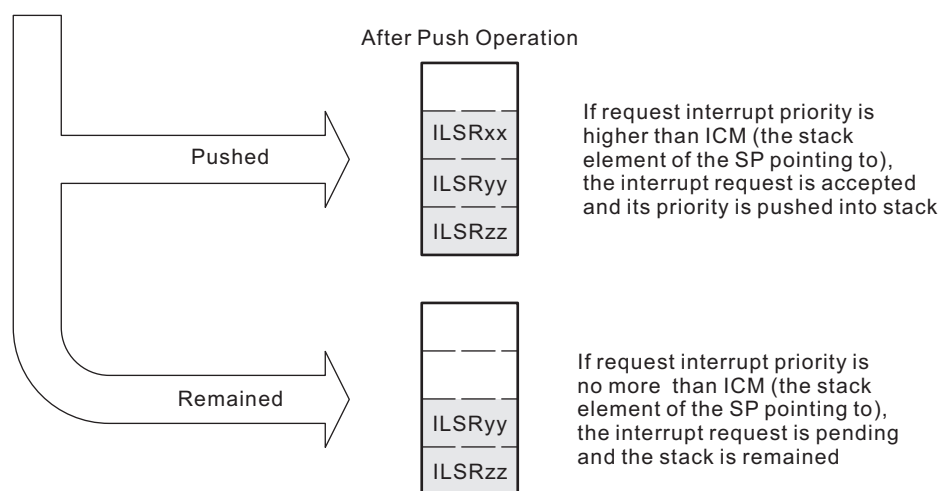 After Push Operation
Pushed
ILSRxx
ILSRyy
ILSRzz
If request interrupt priority is
higher than ICM (the stack
element of the SP pointing to),
the interrupt request is accepted
and its priority is pushed into stack
Remained
ILSRyy
ILSRzz
If request interrupt priority is
no more than ICM (the stack
element of the SP pointing to),
the interrupt request is pending
and the stack is remained